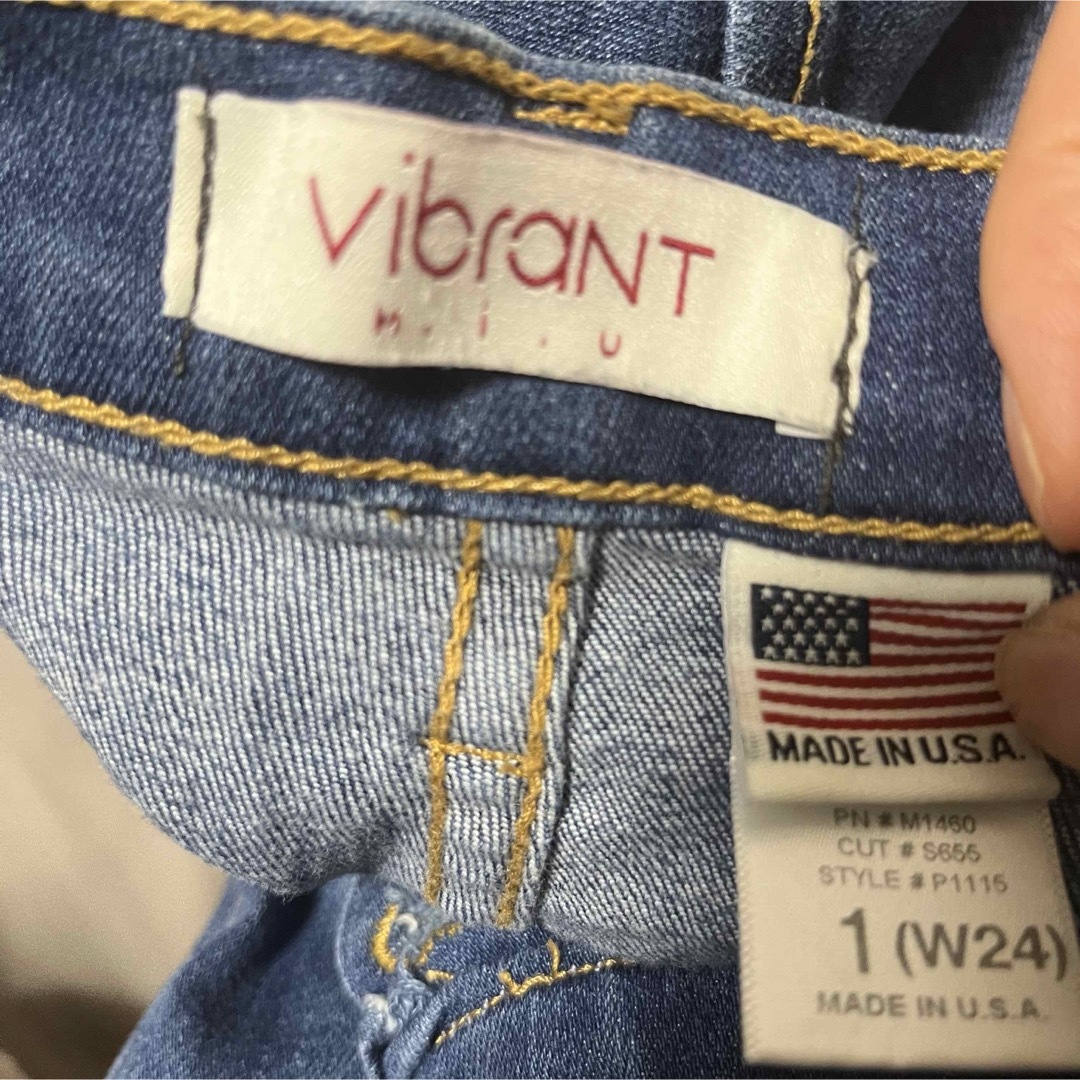 vibraNT
M.i.U
MADE IN U.S.A.
PN # M1460
CUT # S655
STYLE # P1115
1 (W24)
MADE IN U.S.A.